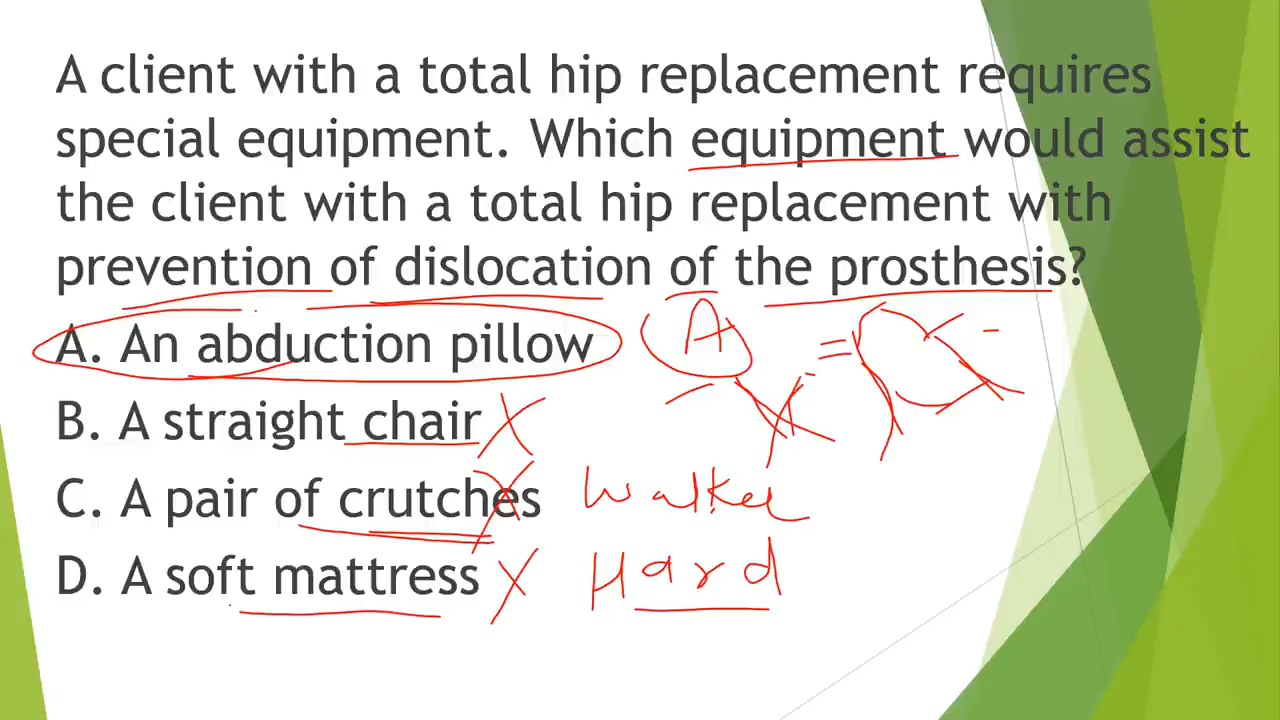 A client with a total hip replacement requires
special equipment. Which equipment would assist
the client with a total hip replacement with
prevention of dislocation of the prosthesis?
A. An abduction pillow A
B. A straight chair
C. A pair of crutches Walker
D. A soft mattress Hard